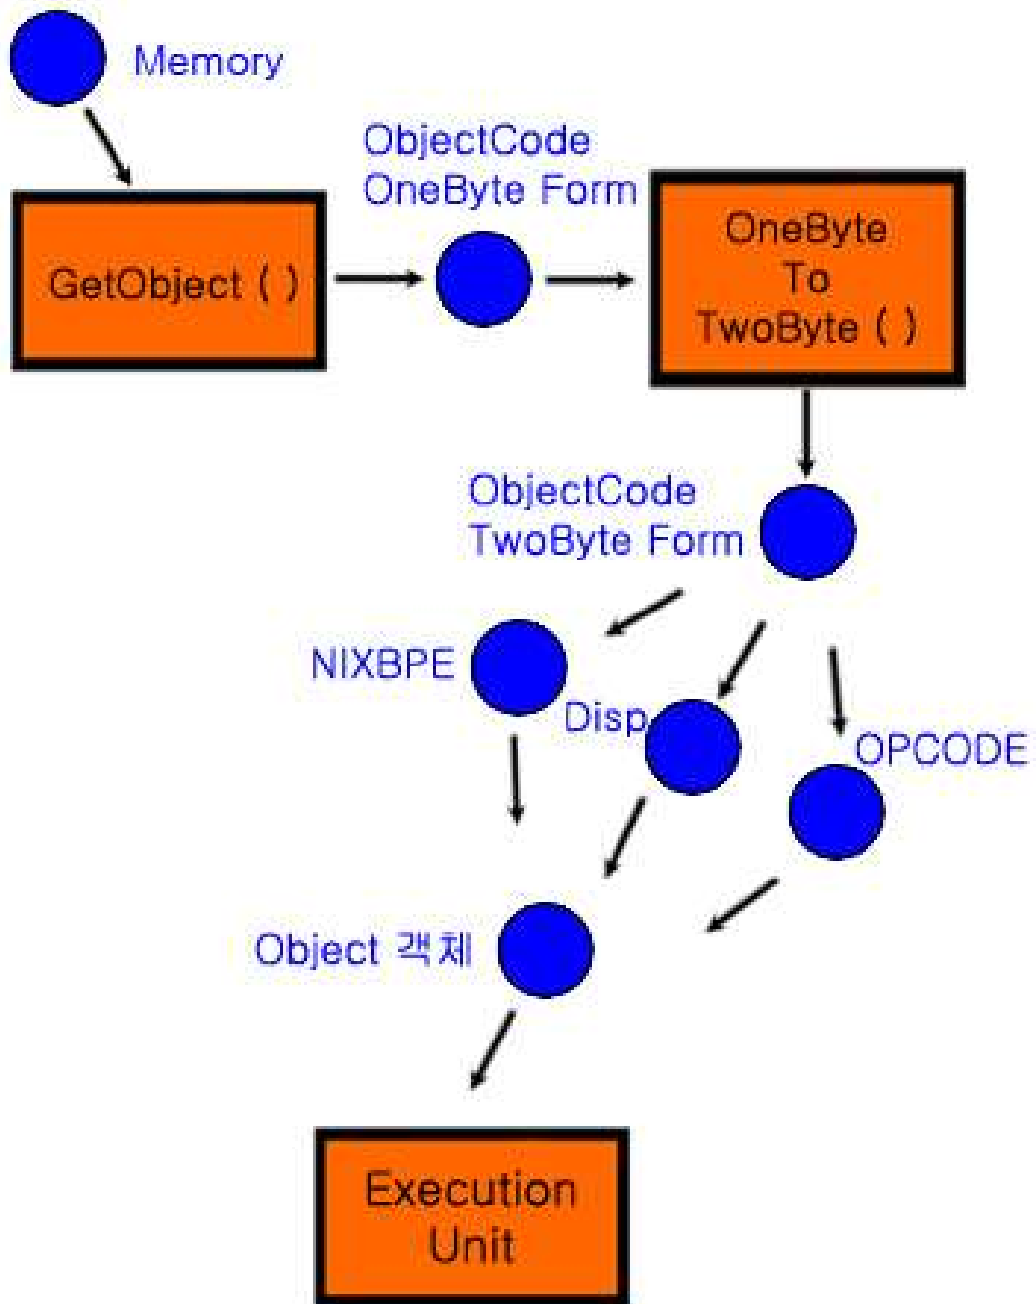 Memory
ObjectCode
OneByte Form
GetObject ( )
OneByte
To
TwoByte ( )
ObjectCode
TwoByte Form
NIXBPE
Disp
OPCODE
Object 객체
Execution
Unit